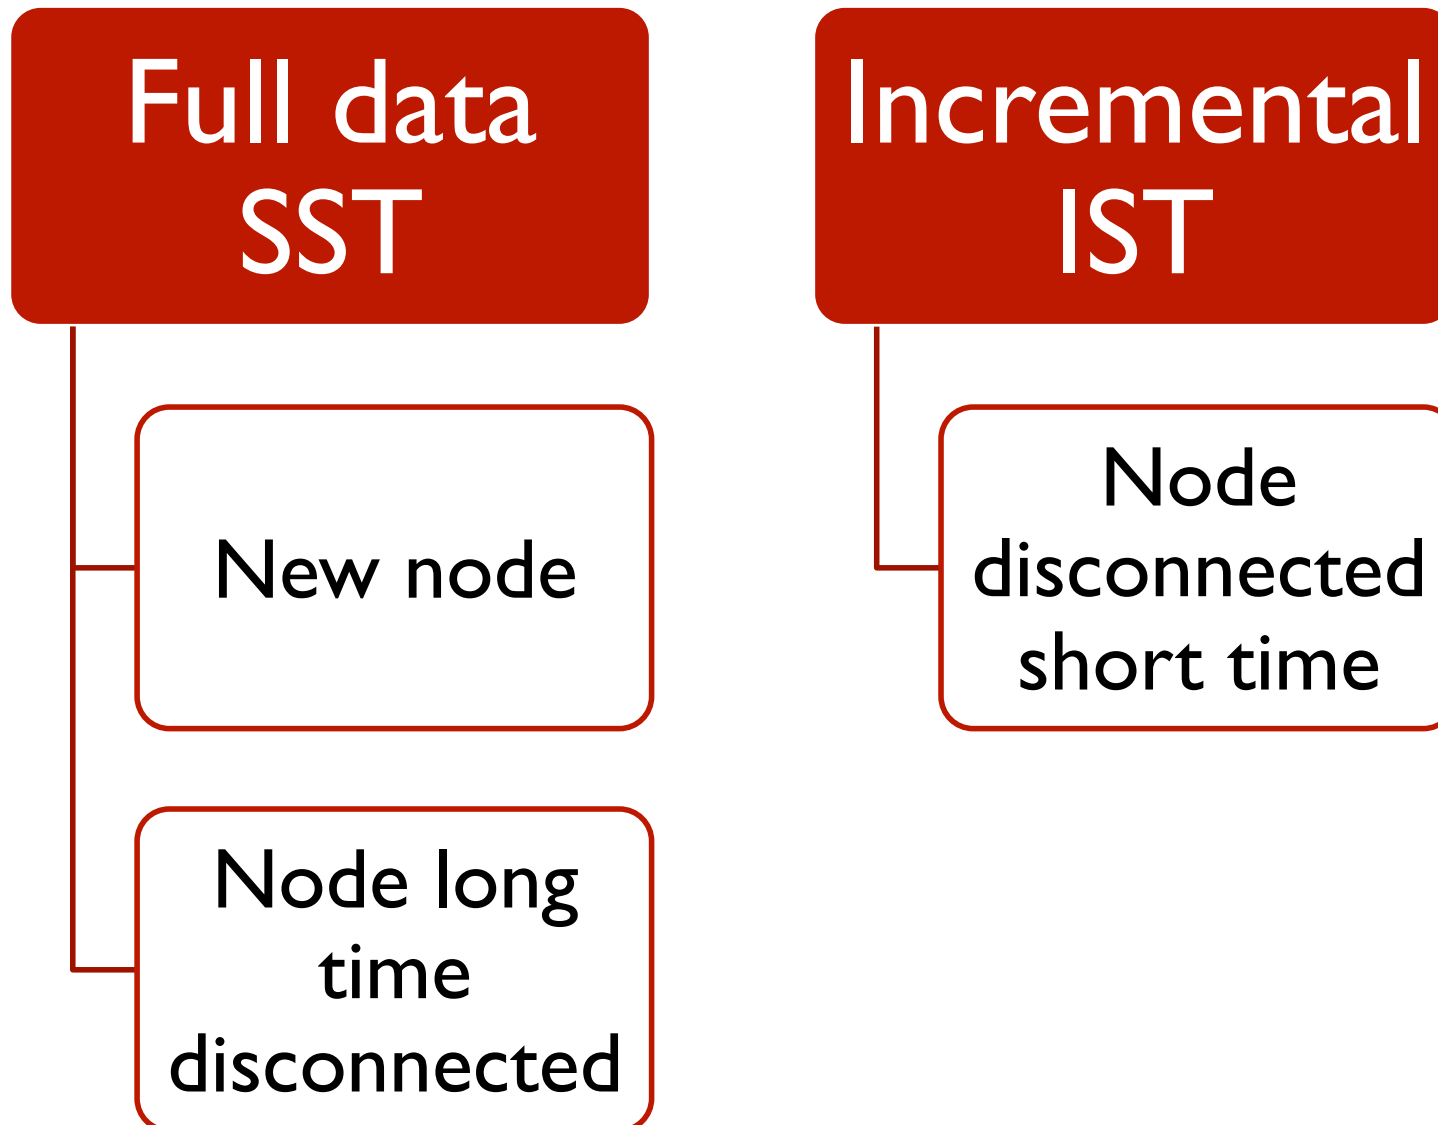 Full data
SST
New node
Node long
time
disconnected
Incremental
IST
Node
disconnected
short time